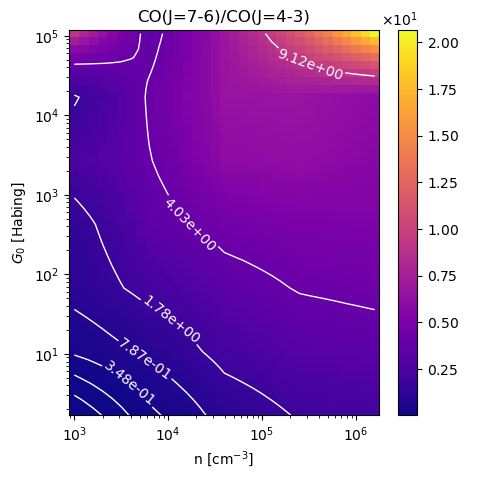 CO(J=7-6)/CO(J=4-3)
×10¹
10⁵
10⁴
10³
10²
10¹
G₀ [Habing]
9.12e+00
4.03e+00
1.78e+00
7.87e-01
3.48e-01
10³
10⁴
10⁵
10⁶
n [cm⁻³]
2.00
1.75
1.50
1.25
1.00
0.75
0.50
0.25